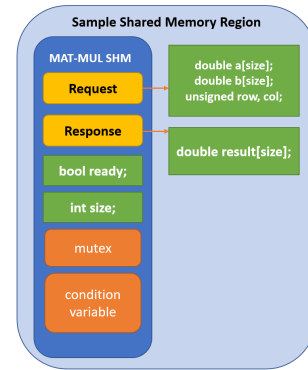 Sample Shared Memory Region
MAT-MUL SHM
Request
double a[size];
double b[size];
unsigned row, col;
Response
double result[size];
bool ready;
int size;
mutex
condition
variable